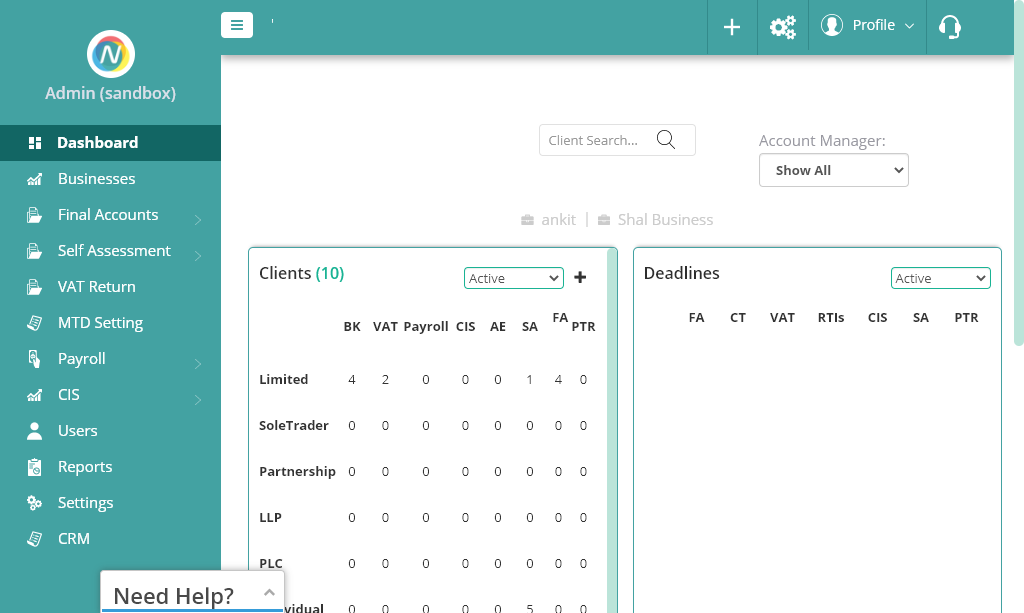 Profile
Admin (sandbox)
Dashboard
Businesses
Final Accounts
Self Assessment
VAT Return
MTD Setting
Payroll
CIS
Users
Reports
Settings
CRM
Need Help?
Client Search...
Account Manager:
Show All
ankit | Shal Business
Clients (10)
Active
BK VAT Payroll CIS AE SA FA PTR
Limited 4 2 0 0 0 1 4 0
SoleTrader 0 0 0 0 0 0 0 0
Partnership 0 0 0 0 0 0 0 0
LLP 0 0 0 0 0 0 0 0
PLC 0 0 0 0 0 0 0 0
vidual 0 0 0 0 0 5 0 0
Deadlines
Active
FA CT VAT RTIs CIS SA PTR